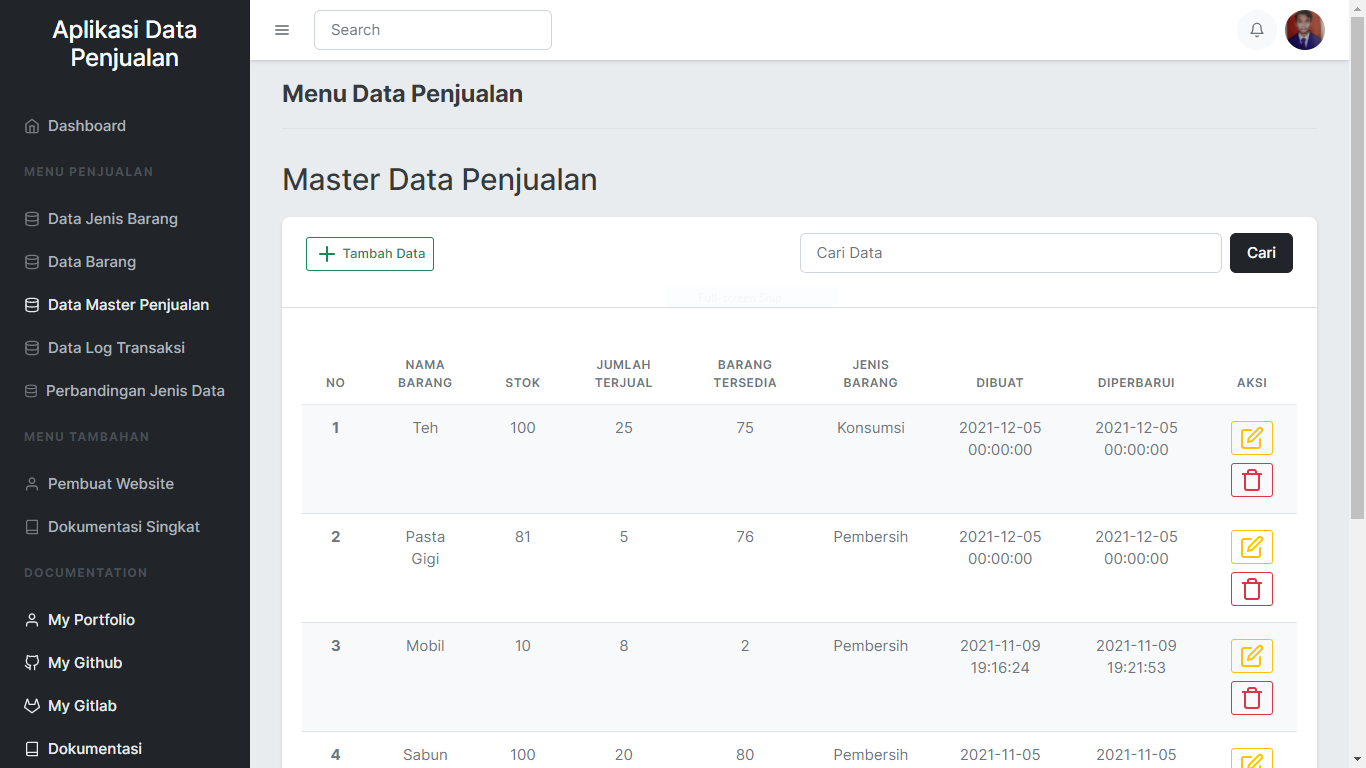 Aplikasi Data
Penjualan
Dashboard
MENU PENJUALAN
Data Jenis Barang
Data Barang
Data Master Penjualan
Data Log Transaksi
Perbandingan Jenis Data
MENU TAMBAHAN
Pembuat Website
Dokumentasi Singkat
DOCUMENTATION
My Portfolio
My Github
My Gitlab
Dokumentasi
Search
Menu Data Penjualan
Master Data Penjualan
Tambah Data
Cari Data
Cari
Full-screen Snip
NO NAMA BARANG STOK JUMLAH TERJUAL BARANG TERSEDIA JENIS BARANG DIBUAT DIPERBARUI AKSI
1 Teh 100 25 75 Konsumsi 2021-12-05 2021-12-05
00:00:00 00:00:00
2 Pasta 81 5 76 Pembersih 2021-12-05 2021-12-05
Gigi 00:00:00 00:00:00
3 Mobil 10 8 2 Pembersih 2021-11-09 2021-11-09
19:16:24 19:21:53
4 Sabun 100 20 80 Pembersih 2021-11-05 2021-11-05